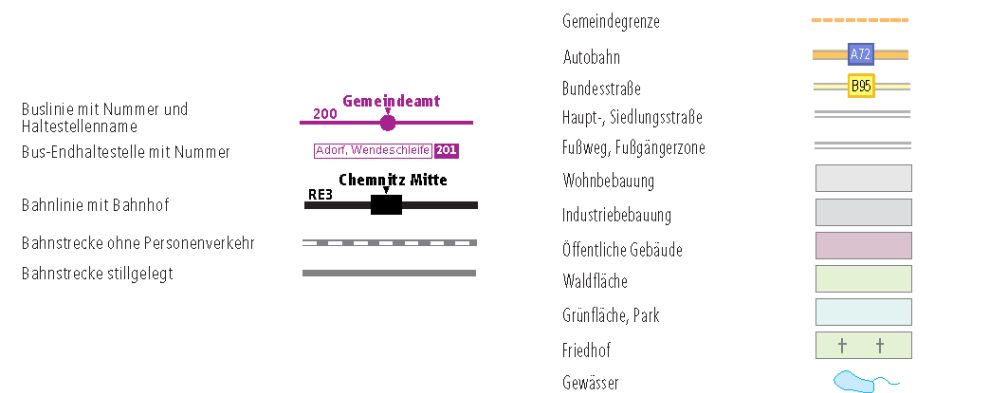 Buslinie mit Nummer und
Haltestellenname
Gemeindeamt
200
Bus-Endhaltestelle mit Nummer
Adorf, Wendeschleife 201
Chemnitz Mitte
RE3
Bahnlinie mit Bahnhof
Bahnstrecke ohne Personenverkehr
Bahnstrecke stillgelegt
Gemeindegrenze
Autobahn
A72
Bundesstraße
B95
Haupt-, Siedlungsstraße
Fußweg, Fußgängerzone
Wohnbebauung
Industriebebauung
Öffentliche Gebäude
Waldfläche
Grünfläche, Park
Friedhof
Gewässer